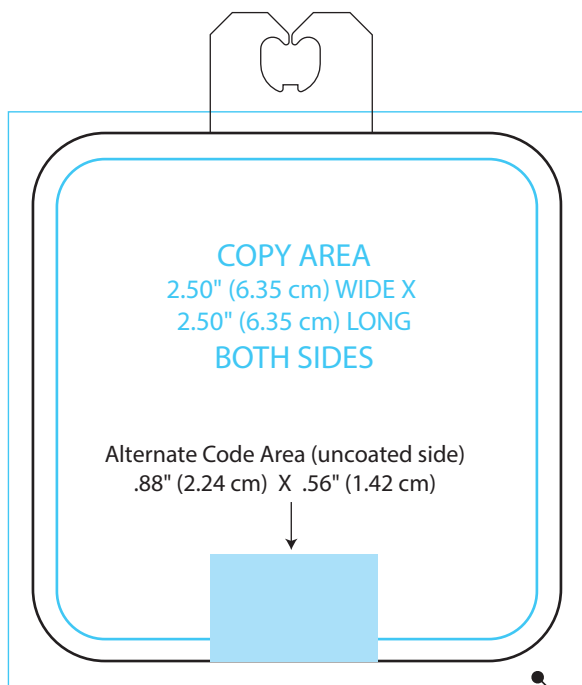 COPY AREA
2.50" (6.35 cm) WIDE X
2.50" (6.35 cm) LONG
BOTH SIDES
Alternate Code Area (uncoated side)
.88" (2.24 cm)  X  .56" (1.42 cm)